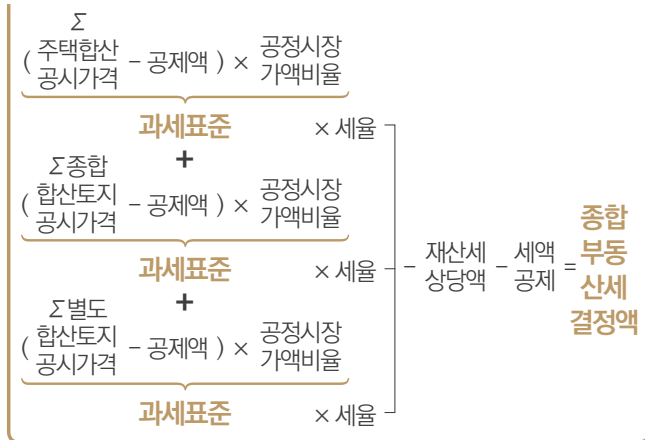 Σ
주택합산
공시가격
( − 공제액 ) × 공정시장
가액비율
과세표준 × 세율
+
Σ종합
합산토지
공시가격
( − 공제액 ) × 공정시장
가액비율
과세표준 × 세율
+
Σ별도
합산토지
공시가격
( − 공제액 ) × 공정시장
가액비율
과세표준 × 세율
− 재산세
상당액
− 세액
공제
=
종합
부동
산세
결정액